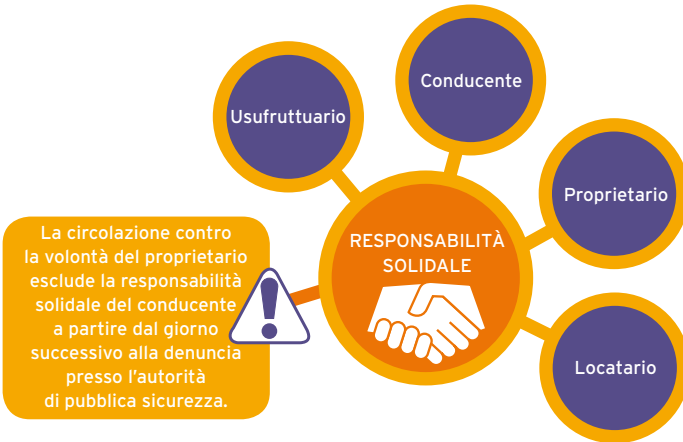 Conducente
Usufruttuario
Proprietario
RESPONSABILITÀ
SOLIDALE
La circolazione contro
la volontà del proprietario
esclude la responsabilità
solidale del conducente
a partire dal giorno
successivo alla denuncia
presso l'autorità
di pubblica sicurezza.
Locatario